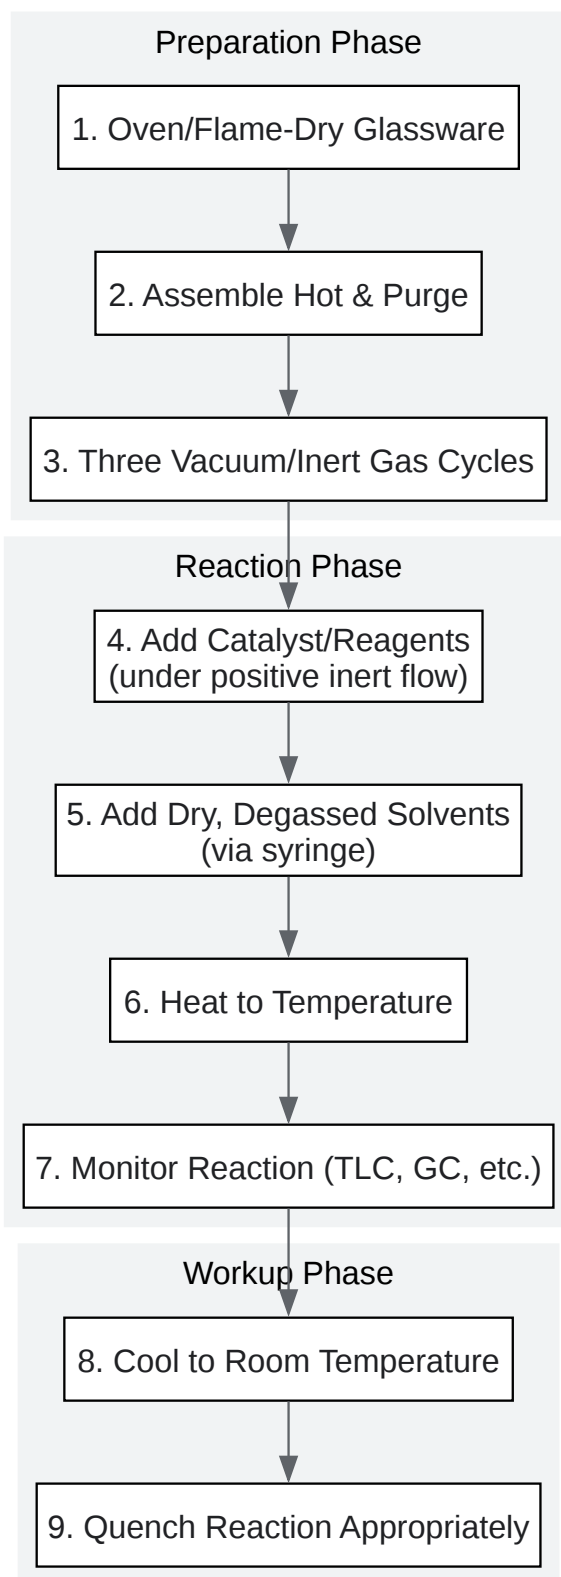 Preparation Phase
1. Oven/Flame-Dry Glassware
2. Assemble Hot & Purge
3. Three Vacuum/Inert Gas Cycles
Reaction Phase
4. Add Catalyst/Reagents
(under positive inert flow)
5. Add Dry, Degassed Solvents
(via syringe)
6. Heat to Temperature
7. Monitor Reaction (TLC, GC, etc.)
Workup Phase
8. Cool to Room Temperature
9. Quench Reaction Appropriately